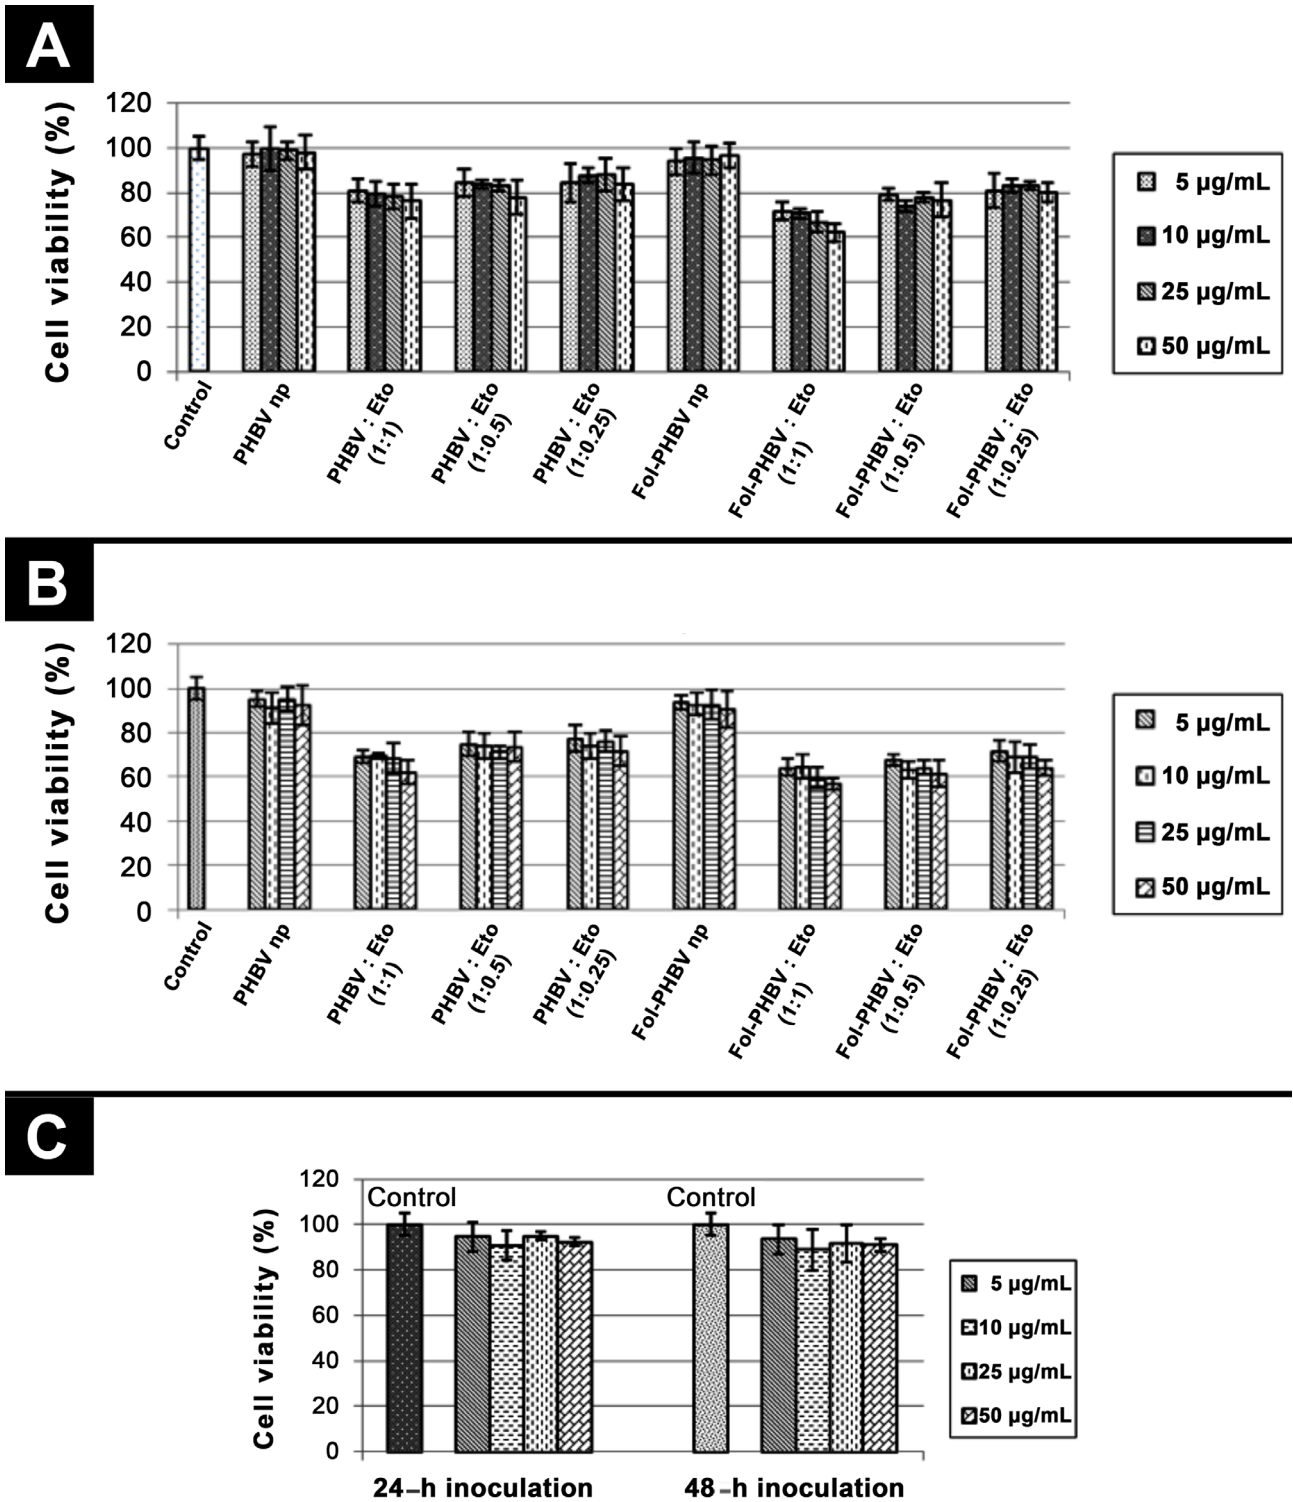 A
Cell viability (%)
120
100
80
60
40
20
0
Control
PHBV np
PHBV : Eto
(1:1)
PHBV : Eto
(1:0.5)
PHBV : Eto
(1:0.25)
Fol-PHBV np
Fol-PHBV : Eto
(1:1)
Fol-PHBV : Eto
(1:0.5)
Fol-PHBV : Eto
(1:0.25)
5 µg/mL
10 µg/mL
25 µg/mL
50 µg/mL
B
Cell viability (%)
120
100
80
60
40
20
0
Control
PHBV np
PHBV : Eto
(1:1)
PHBV : Eto
(1:0.5)
PHBV : Eto
(1:0.25)
Fol-PHBV np
Fol-PHBV : Eto
(1:1)
Fol-PHBV : Eto
(1:0.5)
Fol-PHBV : Eto
(1:0.25)
5 µg/mL
10 µg/mL
25 µg/mL
50 µg/mL
C
Cell viability (%)
120
100
80
60
40
20
0
Control
Control
24–h inoculation
48–h inoculation
5 µg/mL
10 µg/mL
25 µg/mL
50 µg/mL